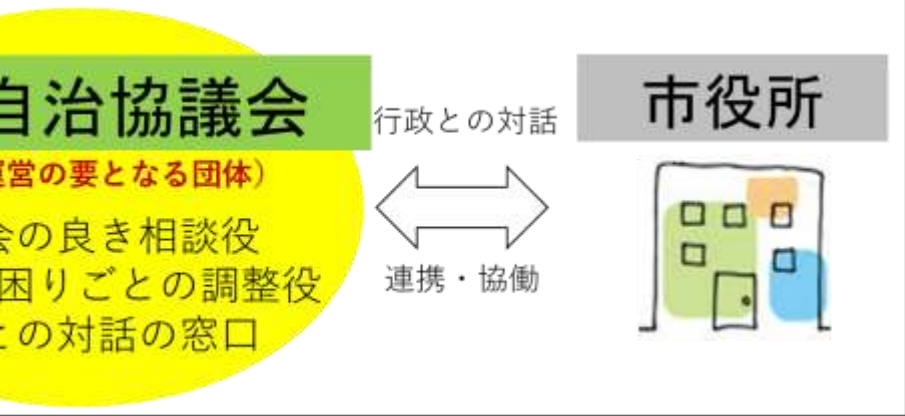 自治協議会
営の要となる団体）
会の良き相談役
困りごとの調整役
との対話の窓口
行政との対話
連携・協働
市役所